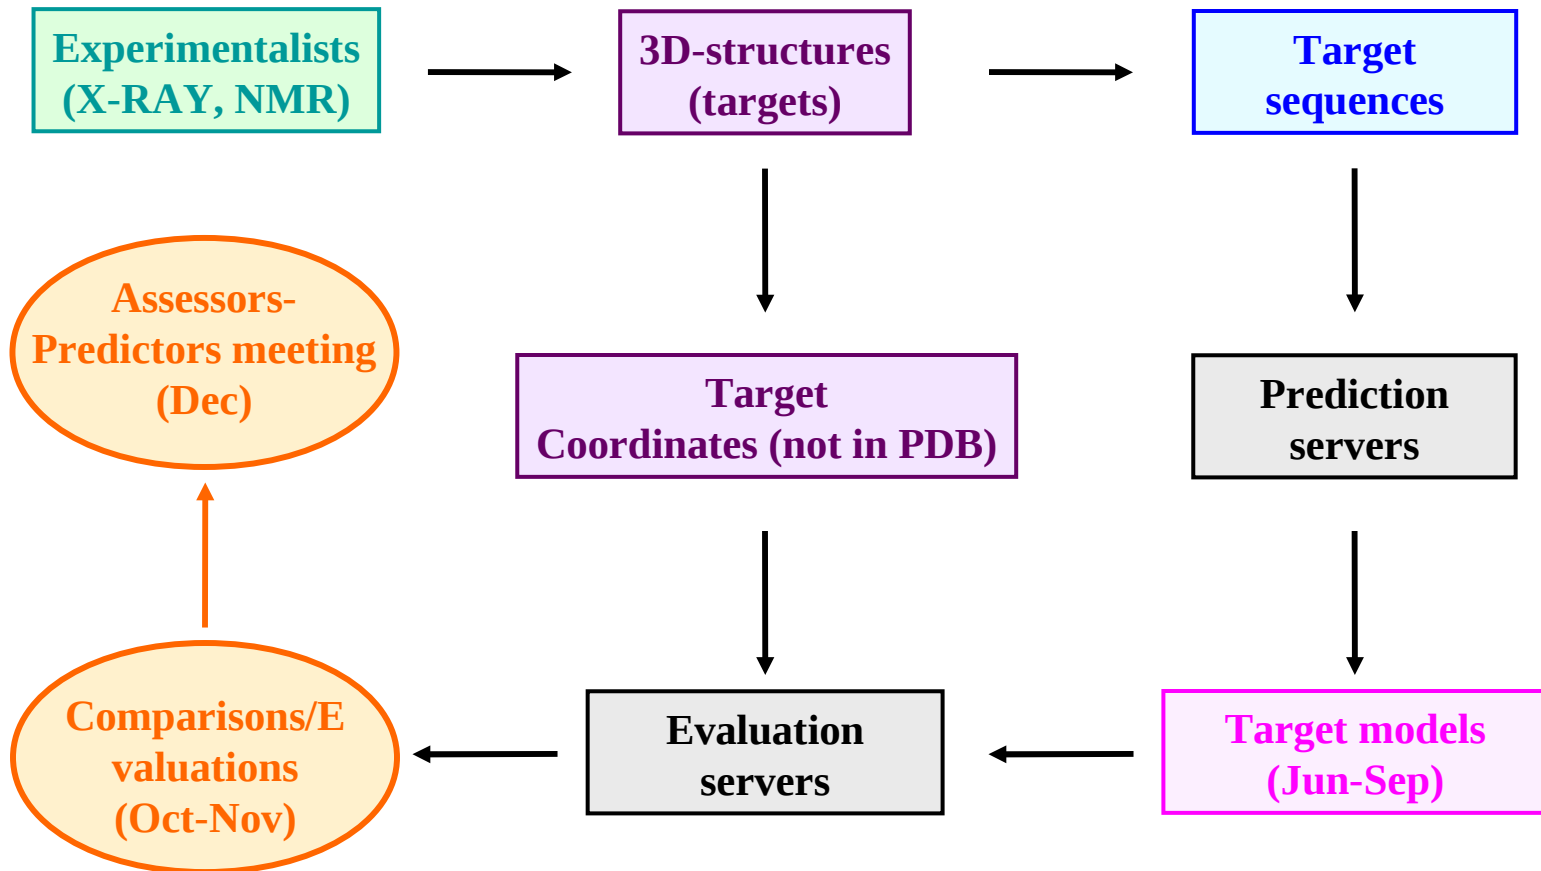 Experimentalists
(X-RAY, NMR)
3D-structures
(targets)
Target
sequences
Assessors-
Predictors meeting
(Dec)
Target
Coordinates (not in PDB)
Prediction
servers
Comparisons/E
valuations
(Oct-Nov)
Evaluation
servers
Target models
(Jun-Sep)